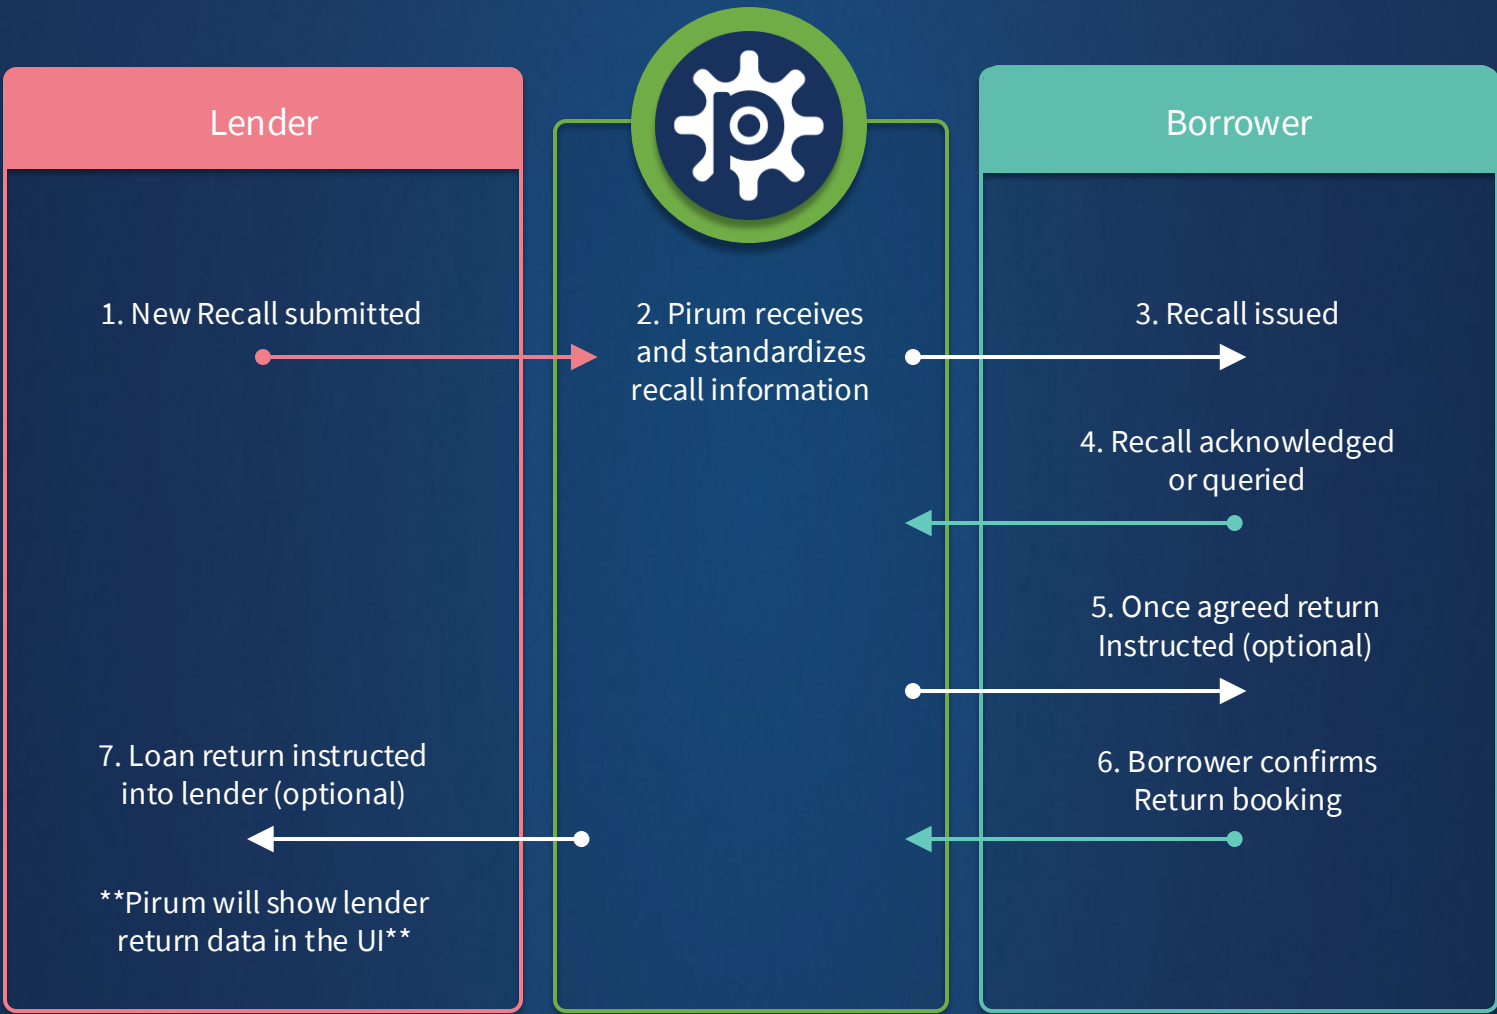 Lender
Borrower
1. New Recall submitted
2. Pirum receives
and standardizes
recall information
3. Recall issued
4. Recall acknowledged
or queried
5. Once agreed return
Instructed (optional)
6. Borrower confirms
Return booking
7. Loan return instructed
into lender (optional)
**Pirum will show lender
return data in the UI**